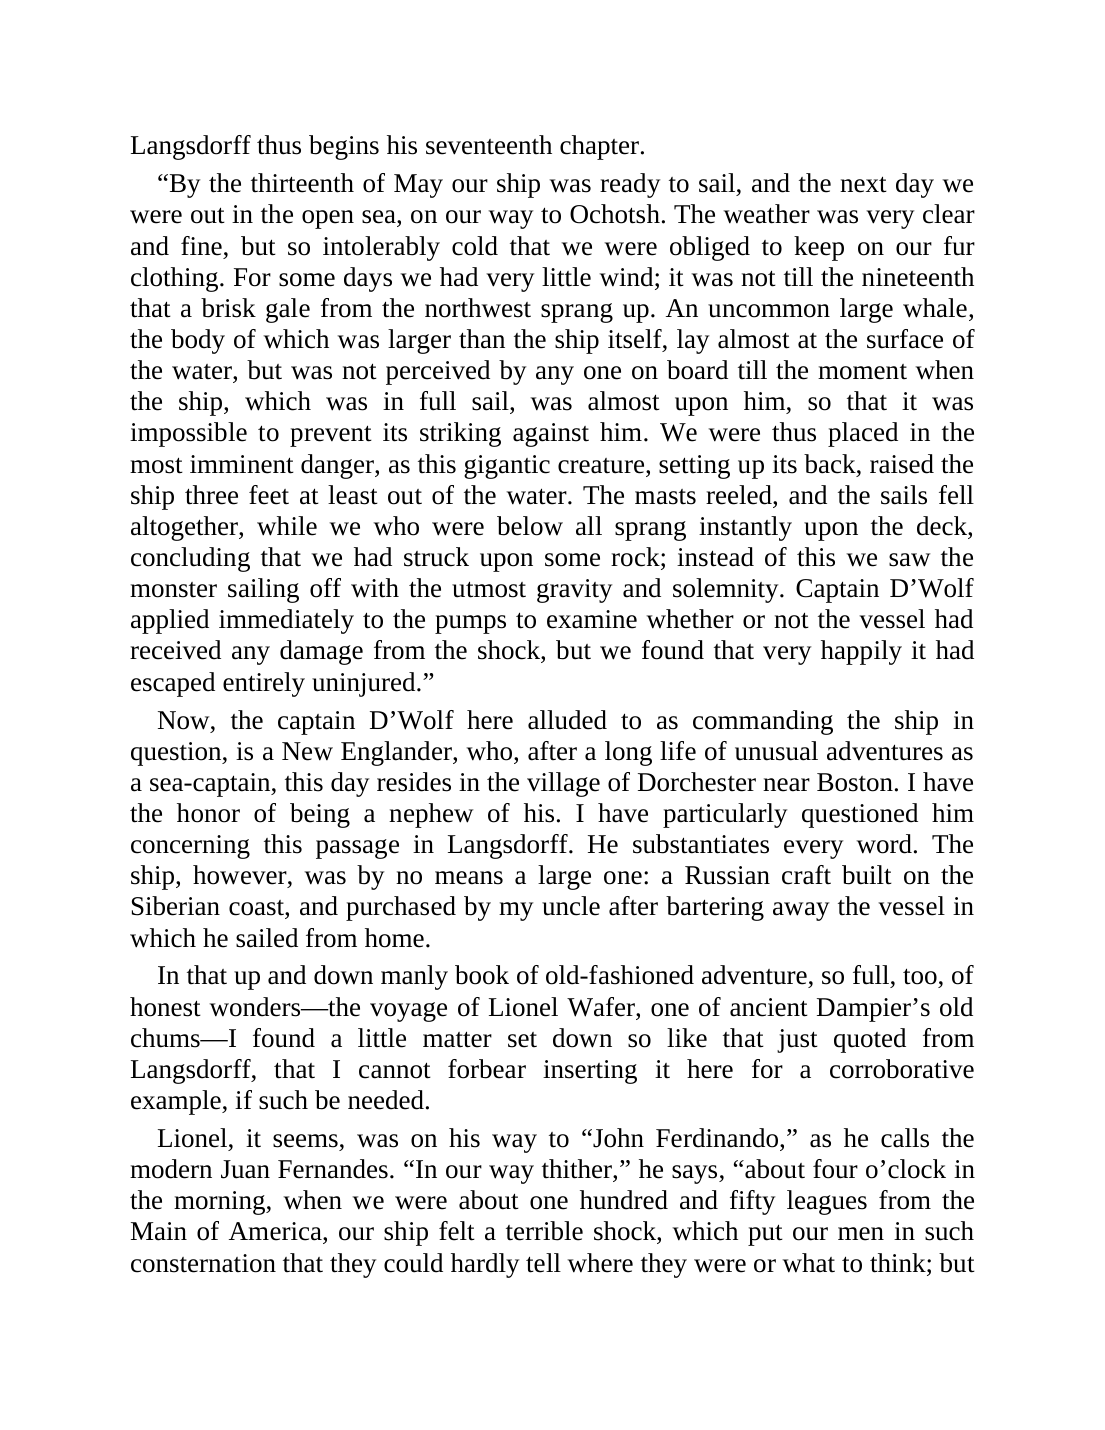 Langsdorff thus begins his seventeenth chapter.
“By the thirteenth of May our ship was ready to sail, and the next day we
were out in the open sea, on our way to Ochotsh. The weather was very clear
and fine, but so intolerably cold that we were obliged to keep on our fur
clothing. For some days we had very little wind; it was not till the nineteenth
that a brisk gale from the northwest sprang up. An uncommon large whale,
the body of which was larger than the ship itself, lay almost at the surface of
the water, but was not perceived by any one on board till the moment when
the ship, which was in full sail, was almost upon him, so that it was
impossible to prevent its striking against him. We were thus placed in the
most imminent danger, as this gigantic creature, setting up its back, raised the
ship three feet at least out of the water. The masts reeled, and the sails fell
altogether, while we who were below all sprang instantly upon the deck,
concluding that we had struck upon some rock; instead of this we saw the
monster sailing off with the utmost gravity and solemnity. Captain D’Wolf
applied immediately to the pumps to examine whether or not the vessel had
received any damage from the shock, but we found that very happily it had
escaped entirely uninjured.”
Now, the captain D’Wolf here alluded to as commanding the ship in
question, is a New Englander, who, after a long life of unusual adventures as
a sea-captain, this day resides in the village of Dorchester near Boston. I have
the honor of being a nephew of his. I have particularly questioned him
concerning this passage in Langsdorff. He substantiates every word. The
ship, however, was by no means a large one: a Russian craft built on the
Siberian coast, and purchased by my uncle after bartering away the vessel in
which he sailed from home.
In that up and down manly book of old-fashioned adventure, so full, too, of
honest wonders—the voyage of Lionel Wafer, one of ancient Dampier’s old
chums—I found a little matter set down so like that just quoted from
Langsdorff, that I cannot forbear inserting it here for a corroborative
example, if such be needed.
Lionel, it seems, was on his way to “John Ferdinando,” as he calls the
modern Juan Fernandes. “In our way thither,” he says, “about four o’clock in
the morning, when we were about one hundred and fifty leagues from the
Main of America, our ship felt a terrible shock, which put our men in such
consternation that they could hardly tell where they were or what to think; but